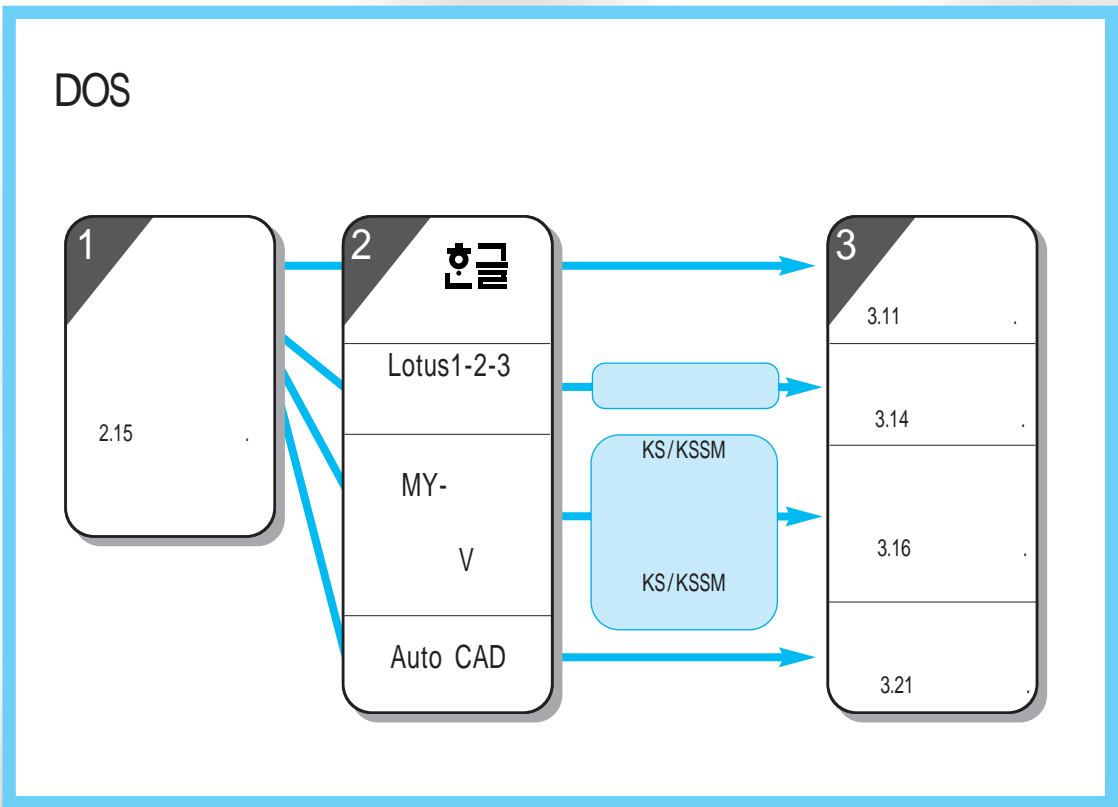 DOS
1
2.15 .
2
한글
Lotus1-2-3
MY-
V
Auto CAD
KS/KSSM
KS/KSSM
3
3.11 .
3.14 .
3.16 .
3.21 .